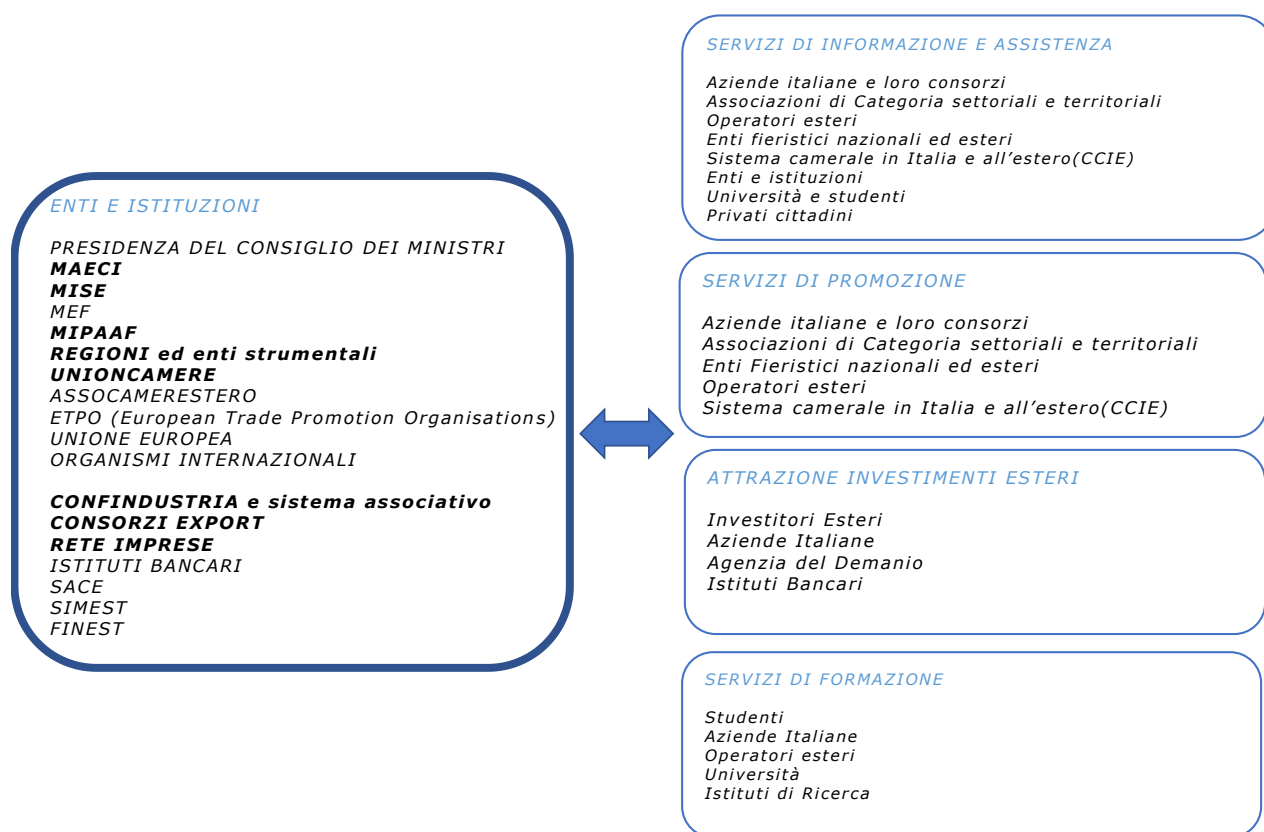 ENTI E ISTITUZIONI
PRESIDENZA DEL CONSIGLIO DEI MINISTRI
MAECI
MISE
MEF
MIPAAF
REGIONI ed enti strumentali
UNIONCAMERE
ASSOCAMERESTERO
ETPO (European Trade Promotion Organisations)
UNIONE EUROPEA
ORGANISMI INTERNAZIONALI
CONFINDUSTRIA e sistema associativo
CONSORZI EXPORT
RETE IMPRESE
ISTITUTI BANCARI
SACE
SIMEST
FINEST
SERVIZI DI INFORMAZIONE E ASSISTENZA
Aziende italiane e loro consorzi
Associazioni di Categoria settoriali e territoriali
Operatori esteri
Enti fieristici nazionali ed esteri
Sistema camerale in Italia e all’estero(CCIE)
Enti e istituzioni
Università e studenti
Privati cittadini
SERVIZI DI PROMOZIONE
Aziende italiane e loro consorzi
Associazioni di Categoria settoriali e territoriali
Enti Fieristici nazionali ed esteri
Operatori esteri
Sistema camerale in Italia e all’estero(CCIE)
ATTRAZIONE INVESTIMENTI ESTERI
Investitori Esteri
Aziende Italiane
Agenzia del Demanio
Istituti Bancari
SERVIZI DI FORMAZIONE
Studenti
Aziende Italiane
Operatori esteri
Università
Istituti di Ricerca